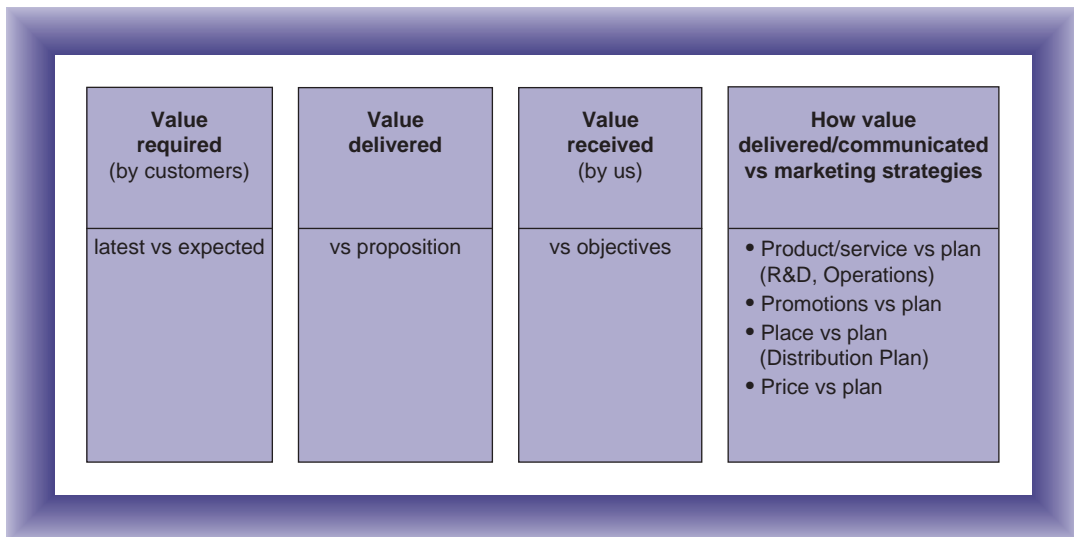 Value
required
(by customers)
latest vs expected
Value
delivered
vs proposition
Value
received
(by us)
vs objectives
How value
delivered/communicated
vs marketing strategies
• Product/service vs plan
(R&D, Operations)
• Promotions vs plan
• Place vs plan
(Distribution Plan)
• Price vs plan